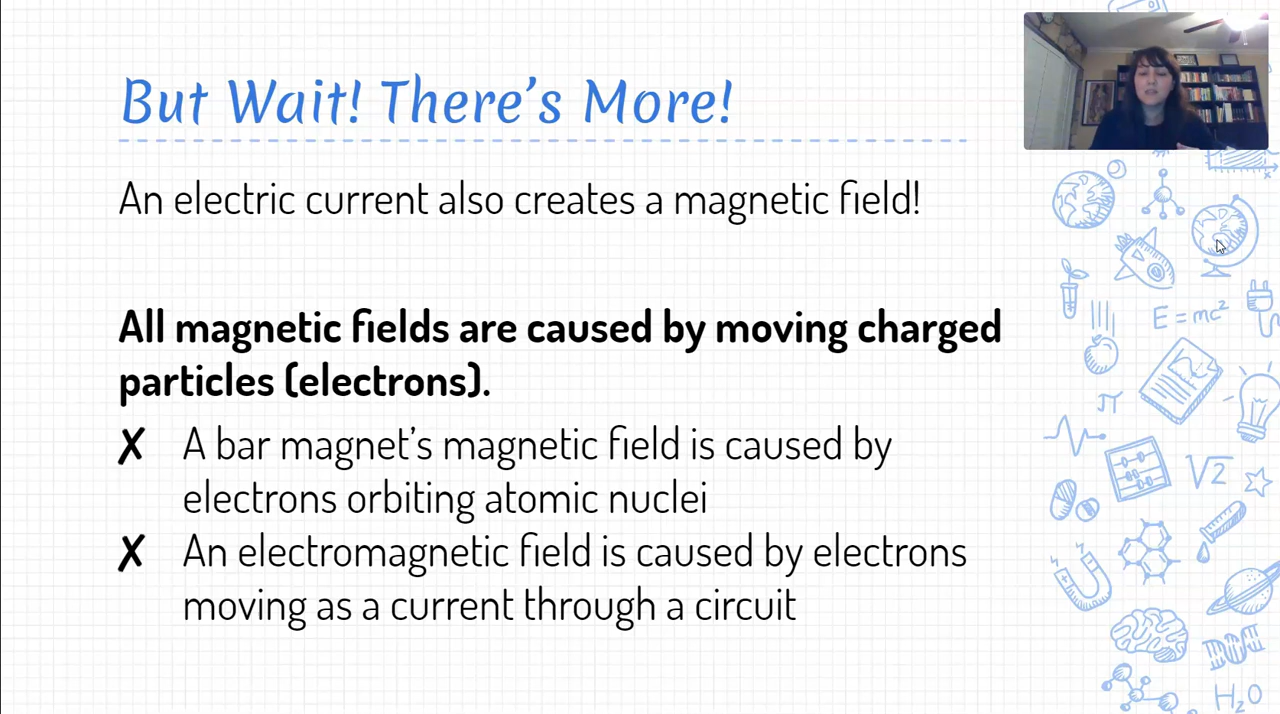 But Wait! There's More!
An electric current also creates a magnetic field!
All magnetic fields are caused by moving charged
particles (electrons).
✗ A bar magnet's magnetic field is caused by
electrons orbiting atomic nuclei
✗ An electromagnetic field is caused by electrons
moving as a current through a circuit
E=mc²
π
√2
H₂O